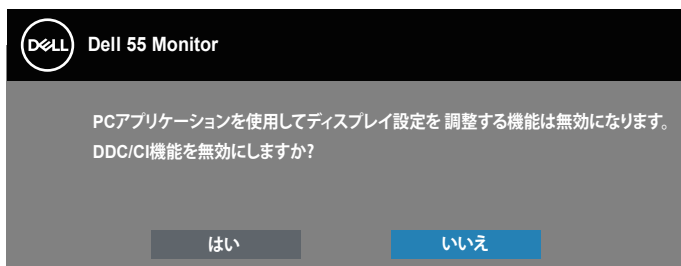 DELL Dell 55 Monitor
PCアプリケーションを使用してディスプレイ設定を 調整する機能は無効になります。
DDC/CI機能を無効にしますか?
はい いいえ